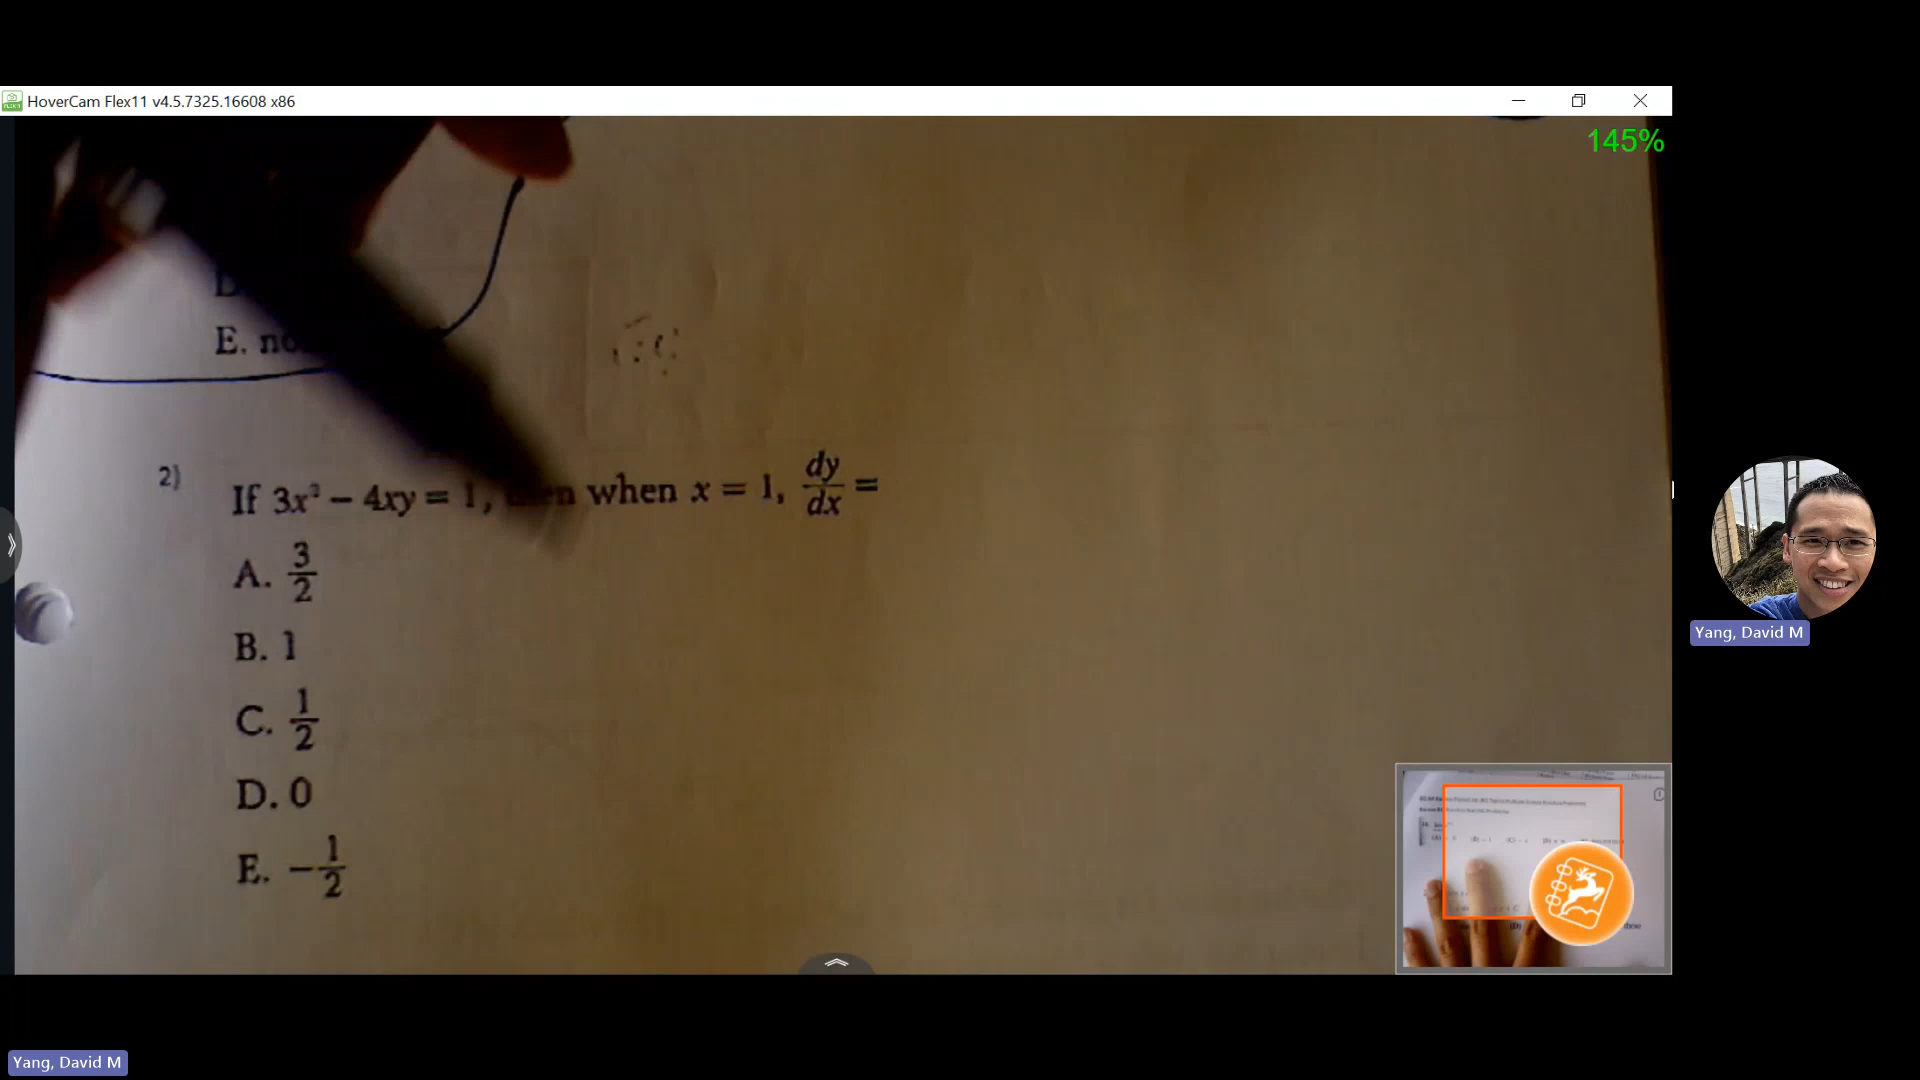 HoverCam Flex11 v4.5.7325.16608 x86
145%
E. no
2)
If 3x² − 4xy = 1, then when x = 1, dy/dx =
A. 3/2
B. 1
C. 1/2
D. 0
E. −1/2
Yang, David M
Yang, David M